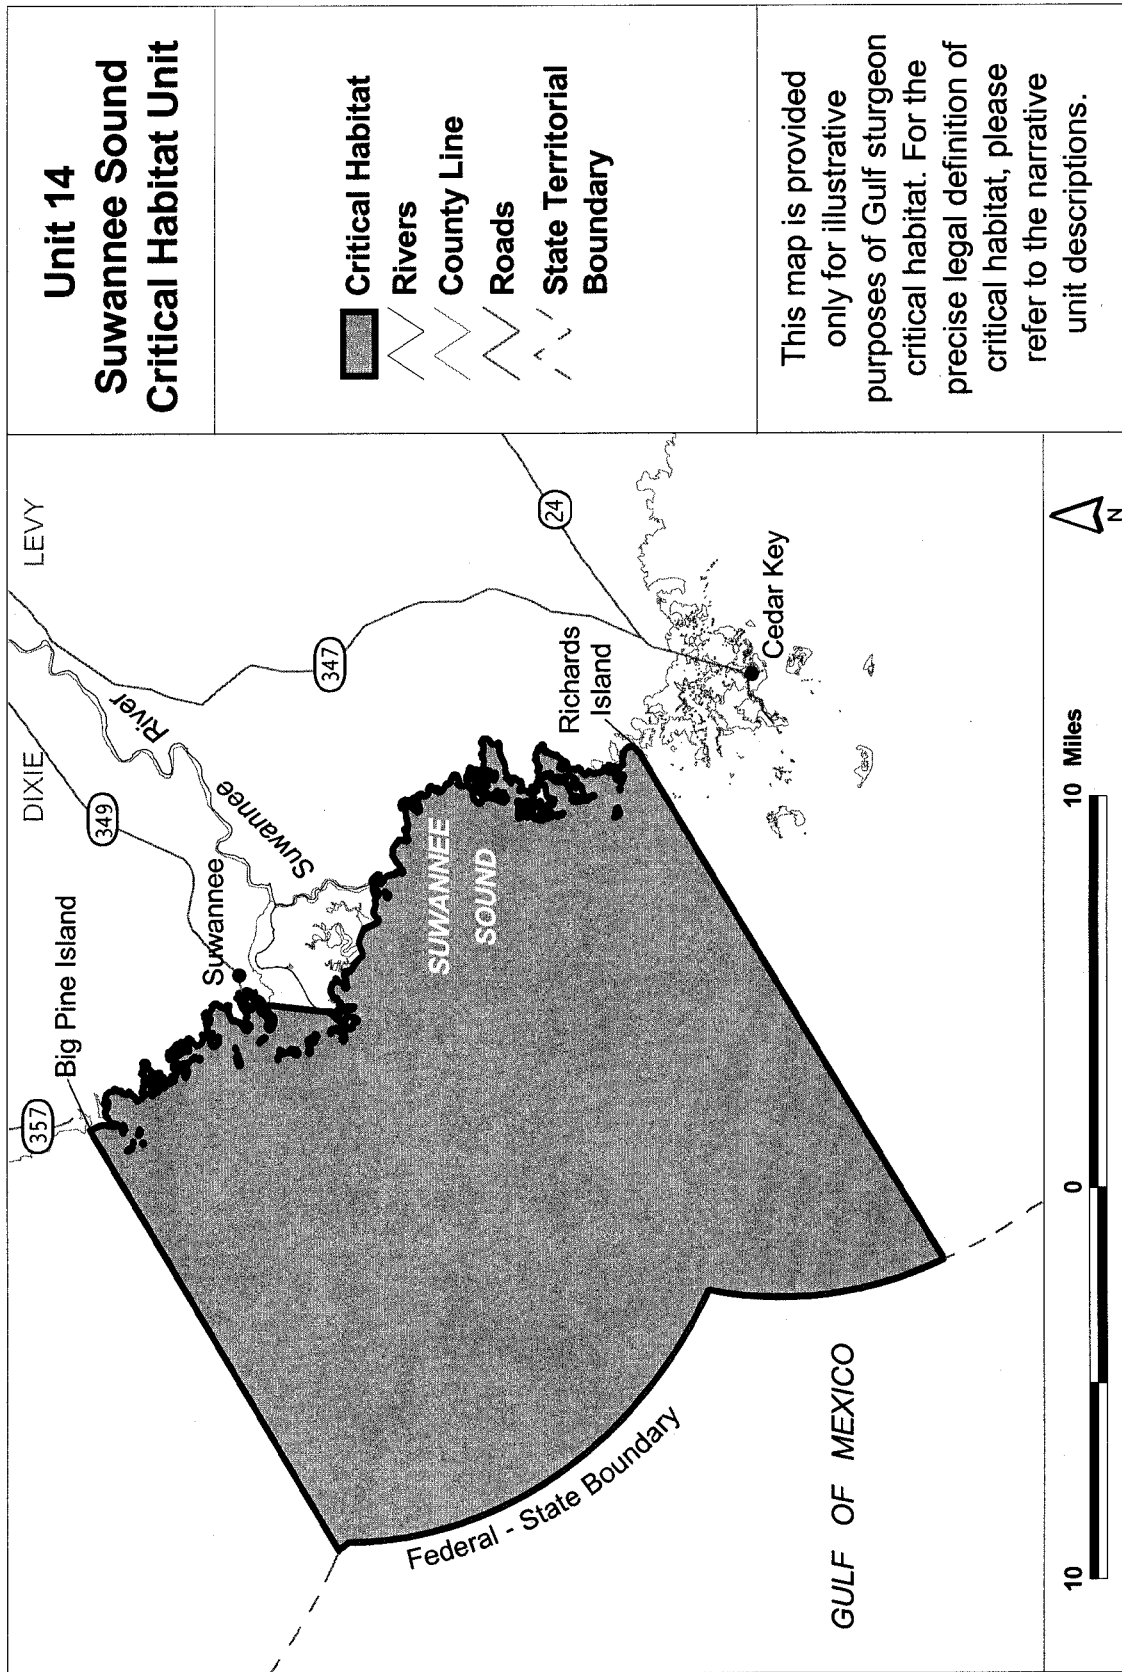 Unit 14
Suwannee Sound
Critical Habitat Unit
Critical Habitat
Rivers
County Line
Roads
State Territorial
Boundary
This map is provided
only for illustrative
purposes of Gulf sturgeon
critical habitat. For the
precise legal definition of
critical habitat, please
refer to the narrative
unit descriptions.
DIXIE
LEVY
357
Big Pine Island
349
Suwannee
River
Suwannee
347
24
SUWANNEE
SOUND
Richards
Island
Cedar Key
Federal - State Boundary
GULF OF MEXICO
10
0
10 Miles
N